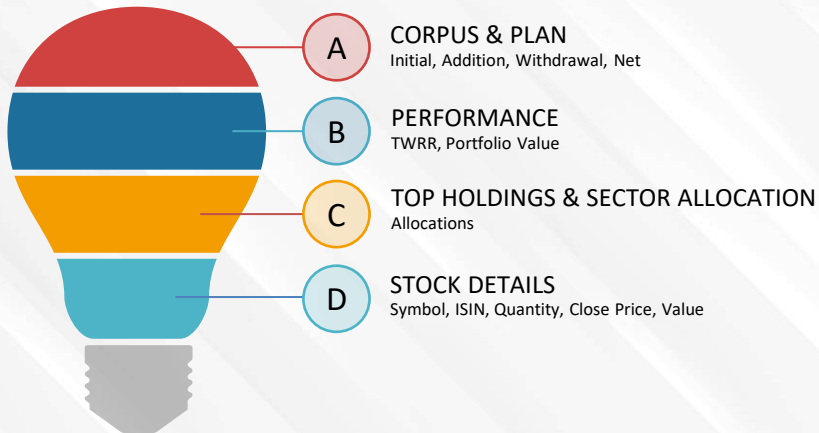 A
CORPUS & PLAN
Initial, Addition, Withdrawal, Net
B
PERFORMANCE
TWRR, Portfolio Value
C
TOP HOLDINGS & SECTOR ALLOCATION
Allocations
D
STOCK DETAILS
Symbol, ISIN, Quantity, Close Price, Value